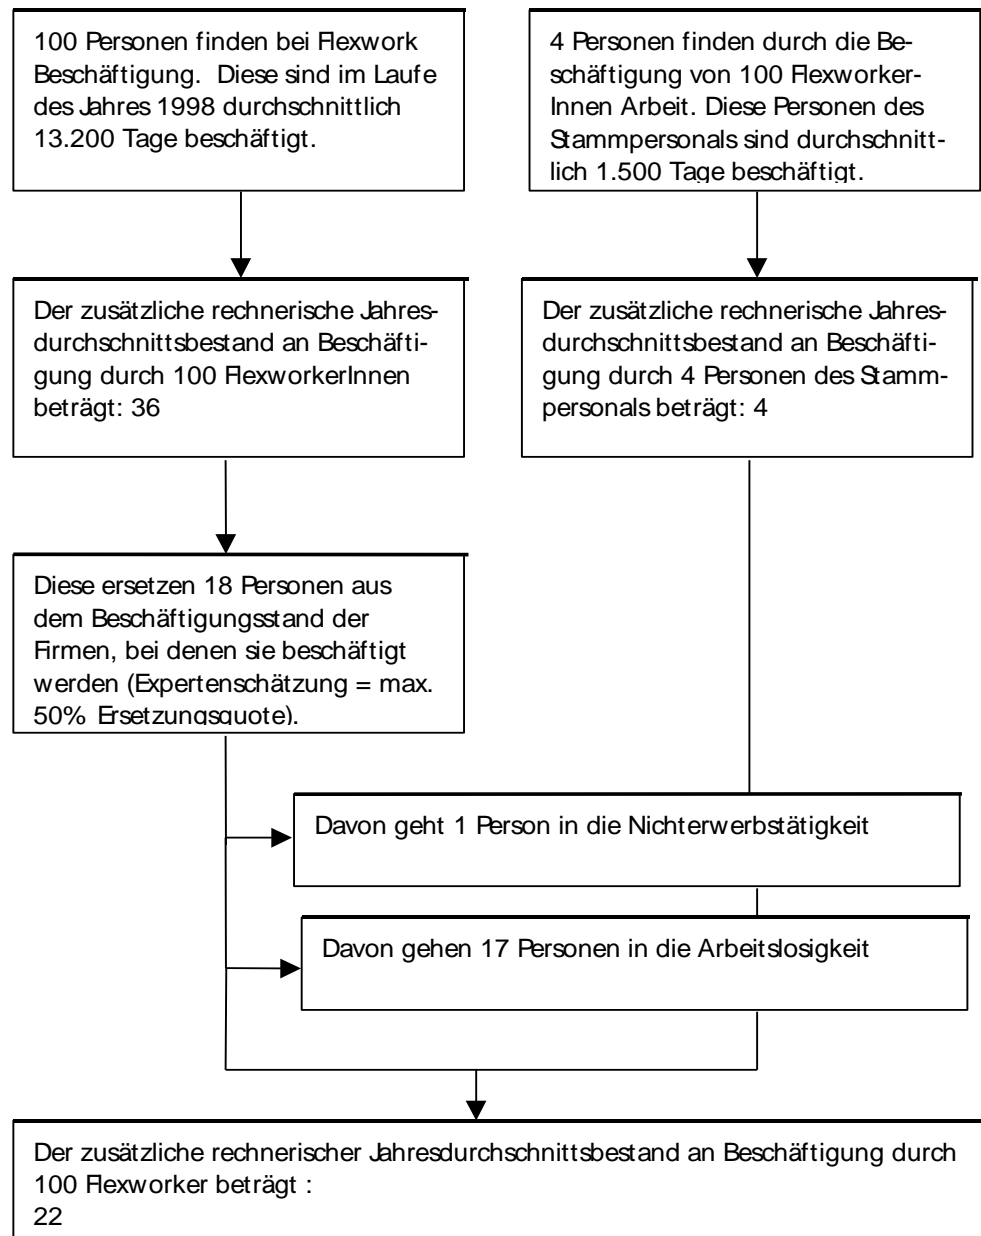 100 Personen finden bei Flexwork
Beschäftigung. Diese sind im Laufe
des Jahres 1998 durchschnittlich
13.200 Tage beschäftigt.
4 Personen finden durch die Be-
schäftigung von 100 Flexworker-
Innen Arbeit. Diese Personen des
Stammpersonals sind durchschnitt-
lich 1.500 Tage beschäftigt.
Der zusätzliche rechnerische Jahres-
durchschnittsbestand an Beschäfti-
gung durch 100 FlexworkerInnen
beträgt: 36
Der zusätzliche rechnerische Jahres-
durchschnittsbestand an Beschäfti-
gung durch 4 Personen des Stamm-
personals beträgt: 4
Diese ersetzen 18 Personen aus
dem Beschäftigungsstand der
Firmen, bei denen sie beschäftigt
werden (Expertenschätzung = max.
50% Ersetzungsquote).
Davon geht 1 Person in die Nichterwerbstätigkeit
Davon gehen 17 Personen in die Arbeitslosigkeit
Der zusätzliche rechnerischer Jahresdurchschnittsbestand an Beschäftigung durch
100 Flexworker beträgt :
22